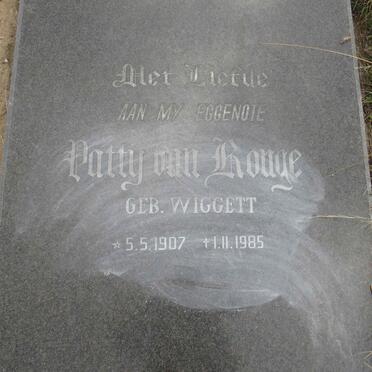 Met Liefde
AAN MY EGGENOTE
Patty van Rouge
GEB. WIGGETT
☆ 5.5.1907 +1.11.1985